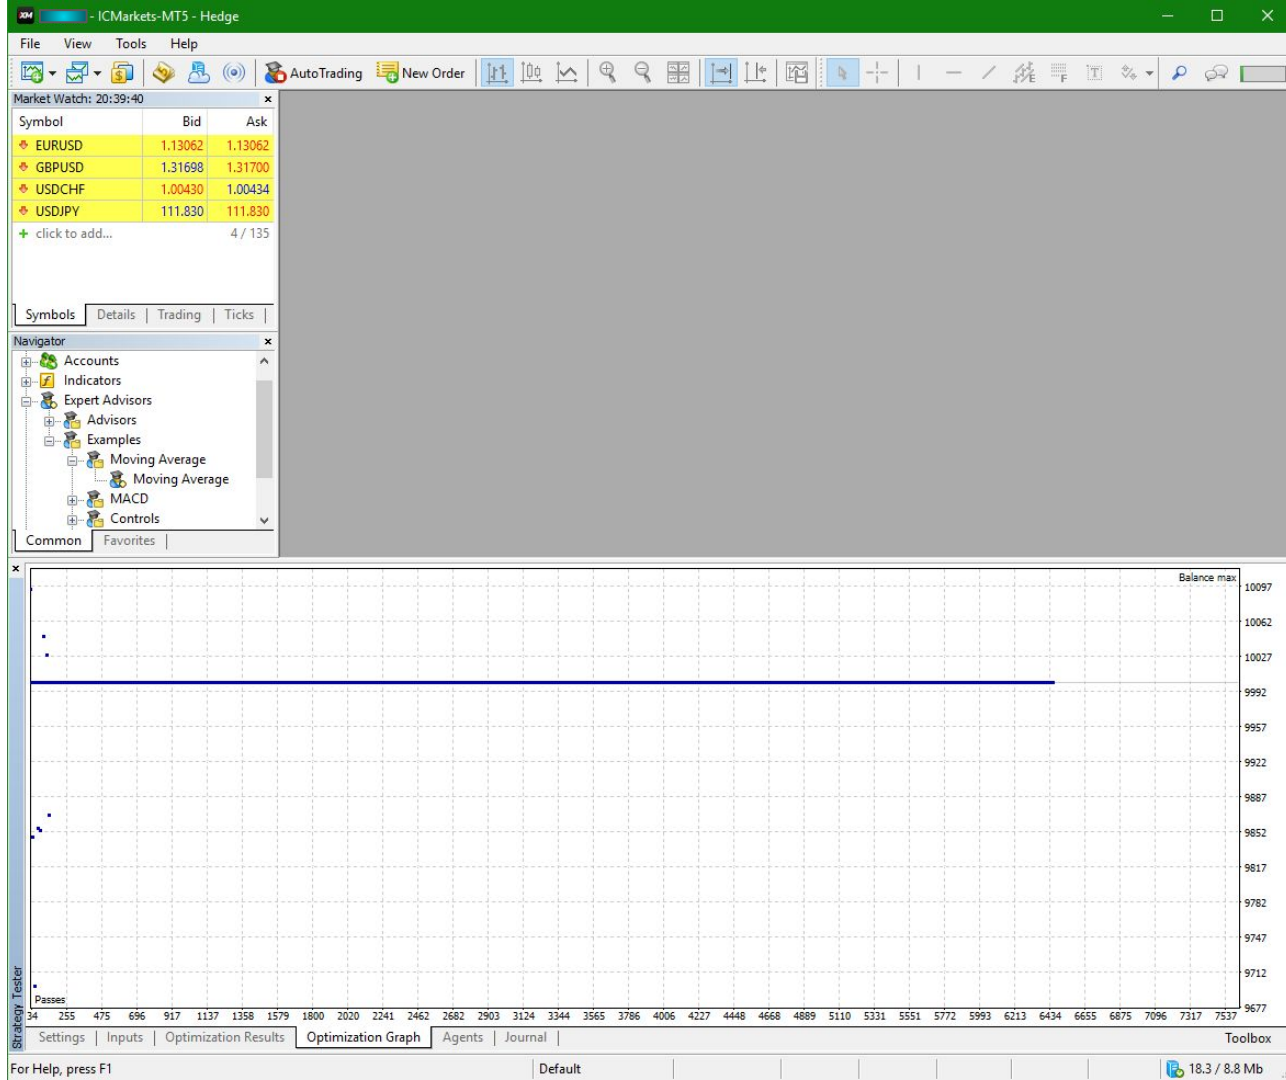 XM - ICMarkets-MT5 - Hedge
File View Tools Help
AutoTrading New Order
Market Watch: 20:39:40
Symbol Bid Ask
EURUSD 1.13062 1.13062
GBPUSD 1.31698 1.31700
USDCHF 1.00430 1.00434
USDJPY 111.830 111.830
click to add... 4 / 135
Symbols Details Trading Ticks
Navigator
Accounts
Indicators
Expert Advisors
Advisors
Examples
Moving Average
Moving Average
MACD
Controls
Common Favorites
Balance max
10097
10062
10027
9992
9957
9922
9887
9852
9817
9782
9747
9712
9677
Passes
34 255 475 696 917 1137 1358 1579 1800 2020 2241 2462 2682 2903 3124 3344 3565 3786 4006 4227 4448 4668 4889 5110 5331 5551 5772 5993 6213 6434 6655 6875 7096 7317 7537
Strategy Tester
Settings Inputs Optimization Results Optimization Graph Agents Journal Toolbox
For Help, press F1 Default 18.3 / 8.8 Mb